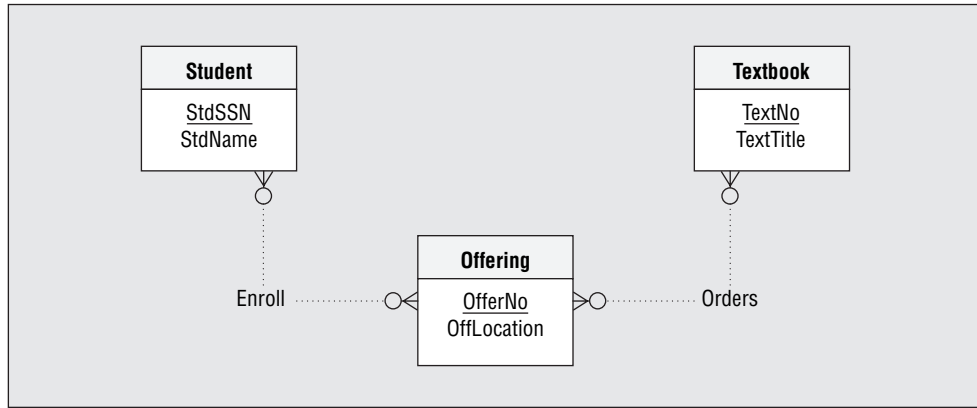 Student
StdSSN
StdName
Textbook
TextNo
TextTitle
Offering
OfferNo
OffLocation
Enroll
Orders